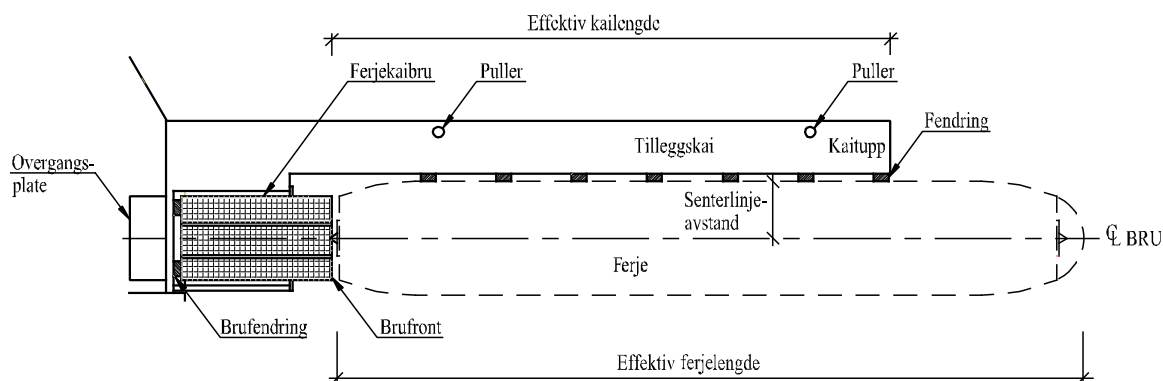 Effektiv kailengde
Ferjekaibru
Puller
Puller
Fendring
Tilleggskai
Kaitupp
Overgangs-
plate
Senterlinje-
avstand
℄ BRU
Ferje
Brufendring
Brufront
Effektiv ferjelengde